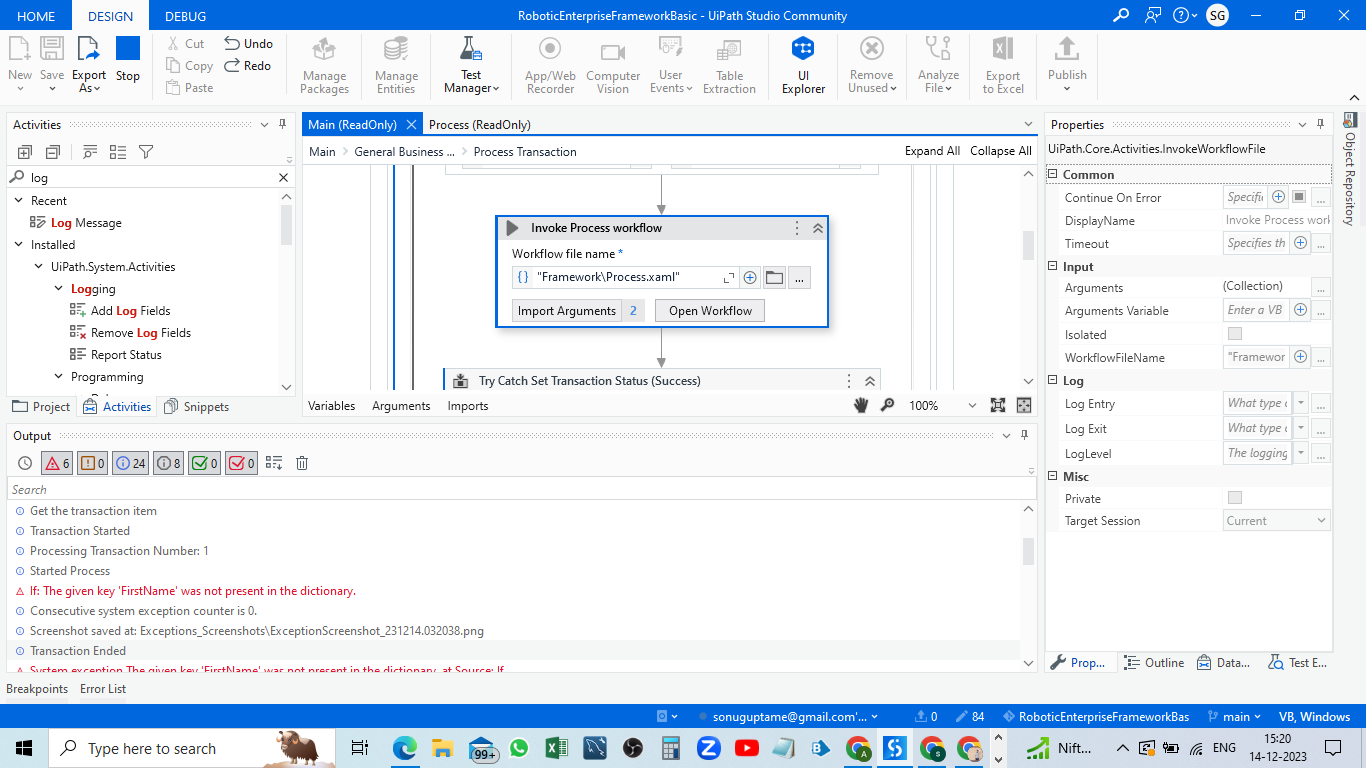 HOME DESIGN DEBUG RoboticEnterpriseFrameworkBasic - UiPath Studio Community SG
New Save Export As Stop
Cut Copy Paste
Undo Redo
Manage Packages
Manage Entities
Test Manager
App/Web Recorder
Computer Vision
User Events
Table Extraction
UI Explorer
Remove Unused
Analyze File
Export to Excel
Publish
Activities
log
Recent
Log Message
Installed
UiPath.System.Activities
Logging
Add Log Fields
Remove Log Fields
Report Status
Programming
Project Activities Snippets
Main (ReadOnly) Process (ReadOnly)
Main General Business ... Process Transaction Expand All Collapse All
Invoke Process workflow
Workflow file name *
"Framework\Process.xaml" ...
Import Arguments 2 Open Workflow
Try Catch Set Transaction Status (Success)
Variables Arguments Imports 100%
Properties
UiPath.Core.Activities.InvokeWorkflowFile
Common
Continue On Error Specifi ...
DisplayName Invoke Process work
Timeout Specifies th ...
Input
Arguments (Collection) ...
Arguments Variable Enter a VB ...
Isolated
WorkflowFileName "Framewor ...
Log
Log Entry What type o ...
Log Exit What type o ...
LogLevel The logging ...
Misc
Private
Target Session Current
Prop... Outline Data... Test E...
Object Repository
Output
6 0 24 8 0 0
Search
Get the transaction item
Transaction Started
Processing Transaction Number: 1
Started Process
If: The given key 'FirstName' was not present in the dictionary.
Consecutive system exception counter is 0.
Screenshot saved at: Exceptions_Screenshots\ExceptionScreenshot_231214.032038.png
Transaction Ended
System exception The given key 'FirstName' was not present in the dictionary. at Source: If
Breakpoints Error List
sonuguptame@gmail.com'... 0 84 RoboticEnterpriseFrameworkBas main VB, Windows
Type here to search 99+ Nift... ENG 15:20
14-12-2023